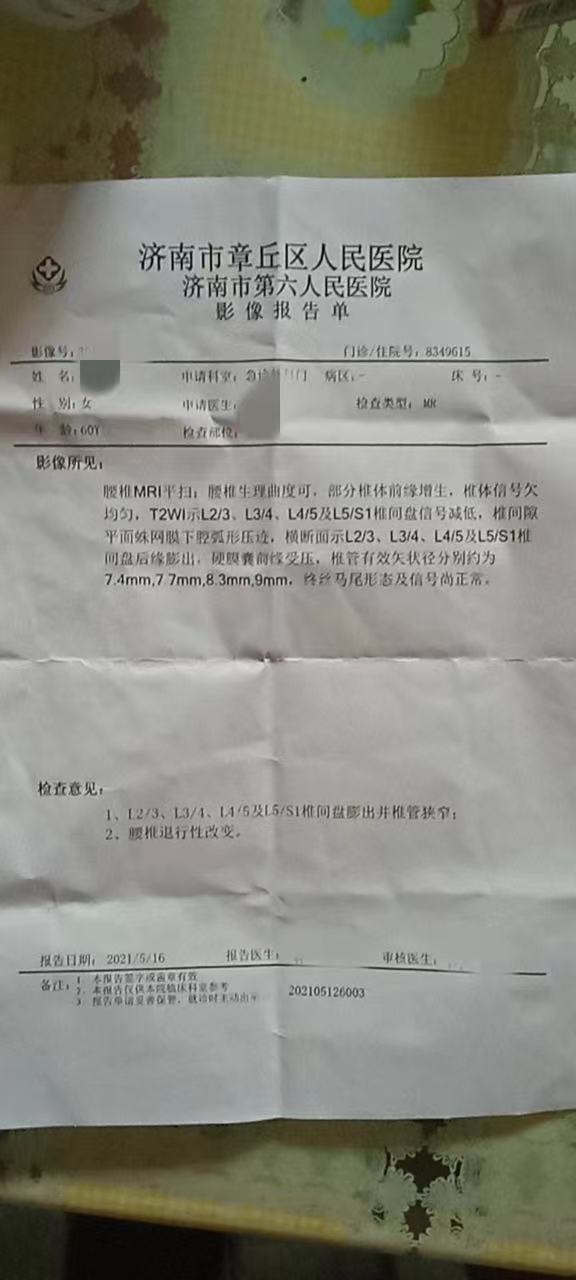 济南市章丘区人民医院
济南市第六人民医院
影像报告单
影像号: 门诊/住院号: 8349615
姓 名: 申请科室: 急诊 门 病区: - 床 号: -
性 别: 女 申请医生: 检查类型: MR
年 龄: 60Y 检查部位:
影像所见:
腰椎MRI平扫: 腰椎生理曲度可, 部分椎体前缘增生, 椎体信号欠
均匀, T2WI示L2/3、L3/4、L4/5及L5/S1椎间盘信号减低, 椎间隙
平面蛛网膜下腔弧形压迹, 横断面示L2/3、L3/4、L4/5及L5/S1椎
间盘后缘膨出, 硬膜囊前缘受压, 椎管有效矢状径分别约为
7.4mm,7 7mm,8.3mm,9mm, 终丝马尾形态及信号尚正常。
检查意见:
1、L2/3、L3/4、L4/5及L5/S1椎间盘膨出并椎管狭窄;
2、腰椎退行性改变。
报告日期: 2021/5/16 报告医生: 审核医生:
备注: 1 本报告签字或盖章有效
2. 本报告仅供本院临床科室参考
3 报告单请妥善保管, 就诊时主动出示
202105126003